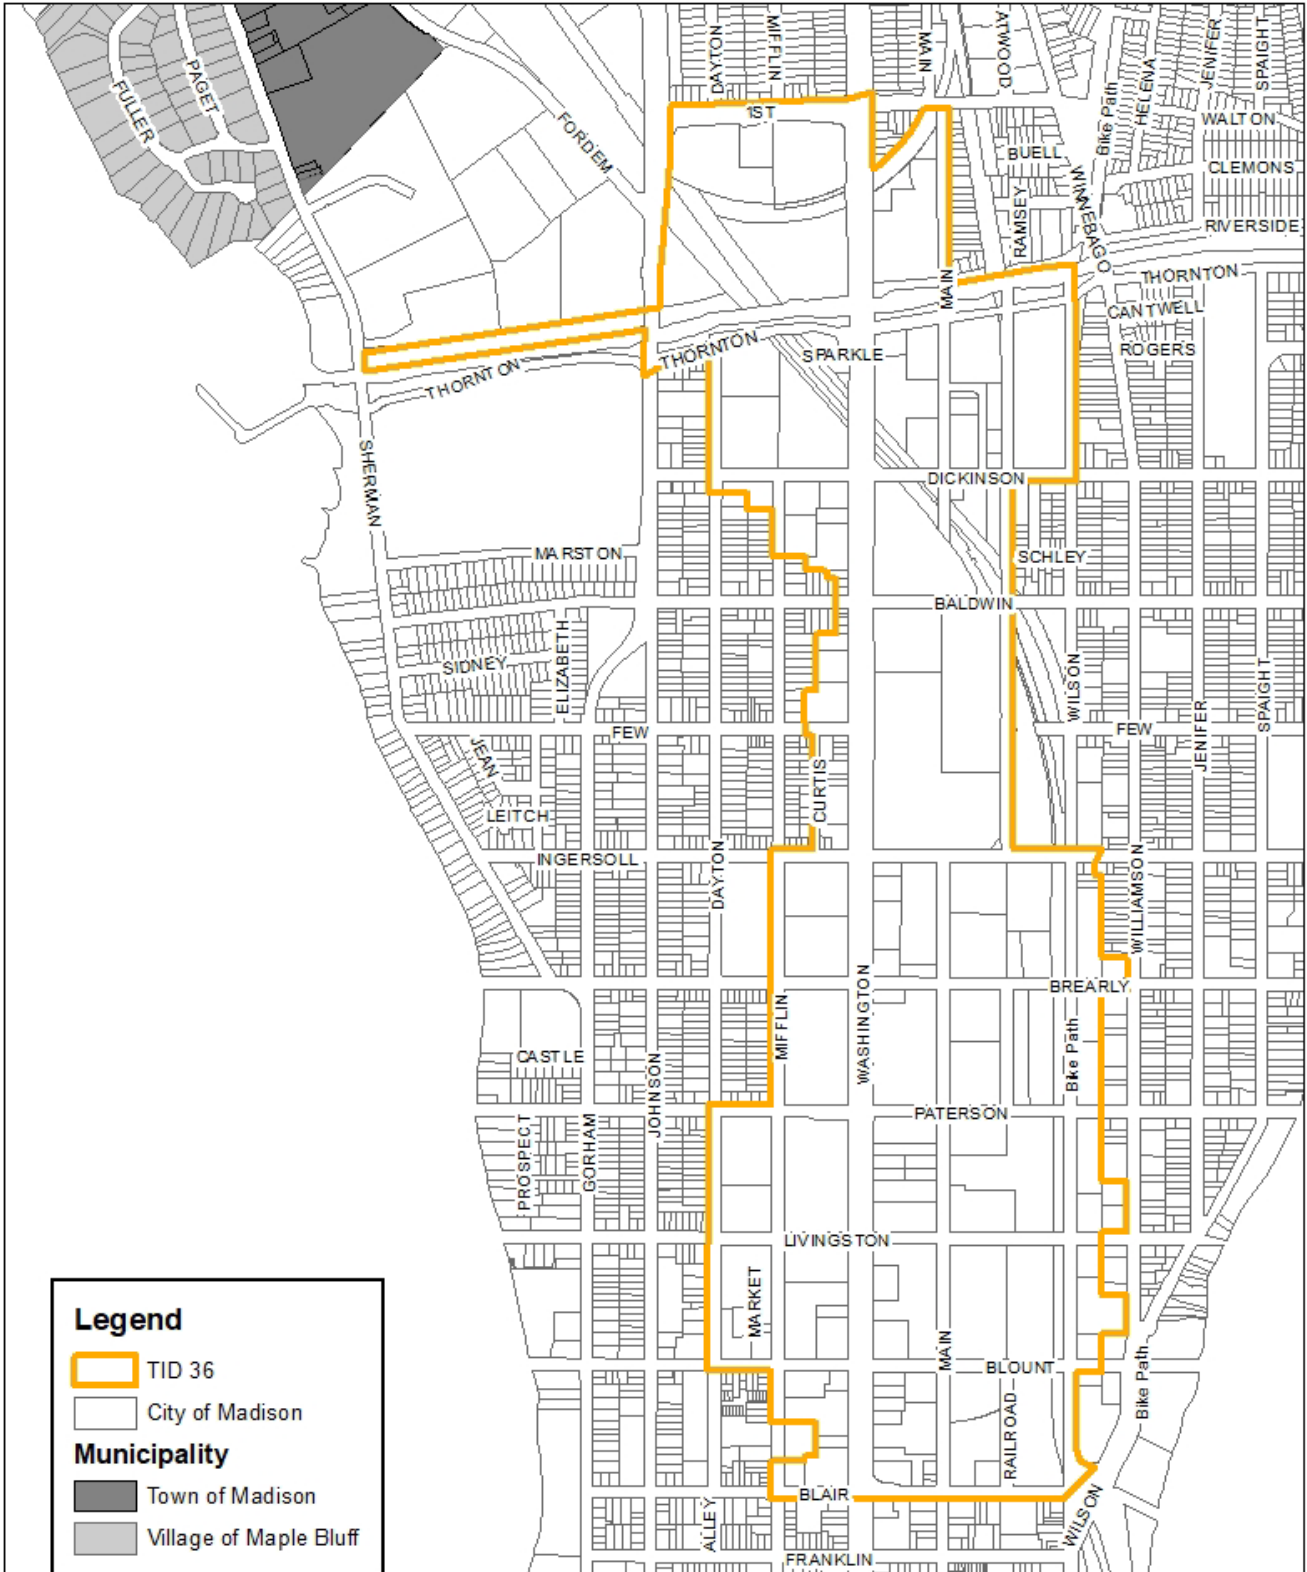 DAYTON
MIFFLIN
MAIN
ATWOOD
Bike Path
HELENA
JENIFER
SPAIGHT
FULLER
PAGET
FORDEM
1ST
WALTON
BUELL
CLEMONS
WINNEBAGO
RAMSEY
RIVERSIDE
THORNTON
MAIN
CANTWELL
THORNTON
THORNTON
SPARKLE
ROGERS
SHERMAN
DICKINSON
MARSTON
SCHLEY
BALDWIN
SIDNEY
ELIZABETH
WILSON
SPAIGHT
JENIFER
FEW
FEW
JEAN
CURTIS
LEITCH
INGERSOLL
DAYTON
WILLIAMSON
BREARLY
MIFFLIN
WASHINGTON
Bike Path
CASTLE
JOHNSON
PATERSON
PROSPECT
GORHAM
LIVINGSTON
MARKET
MAIN
BLOUNT
Bike Path
RAILROAD
BLAIR
ALLEY
WILSON
FRANKLIN
Legend
TID 36
City of Madison
Municipality
Town of Madison
Village of Maple Bluff